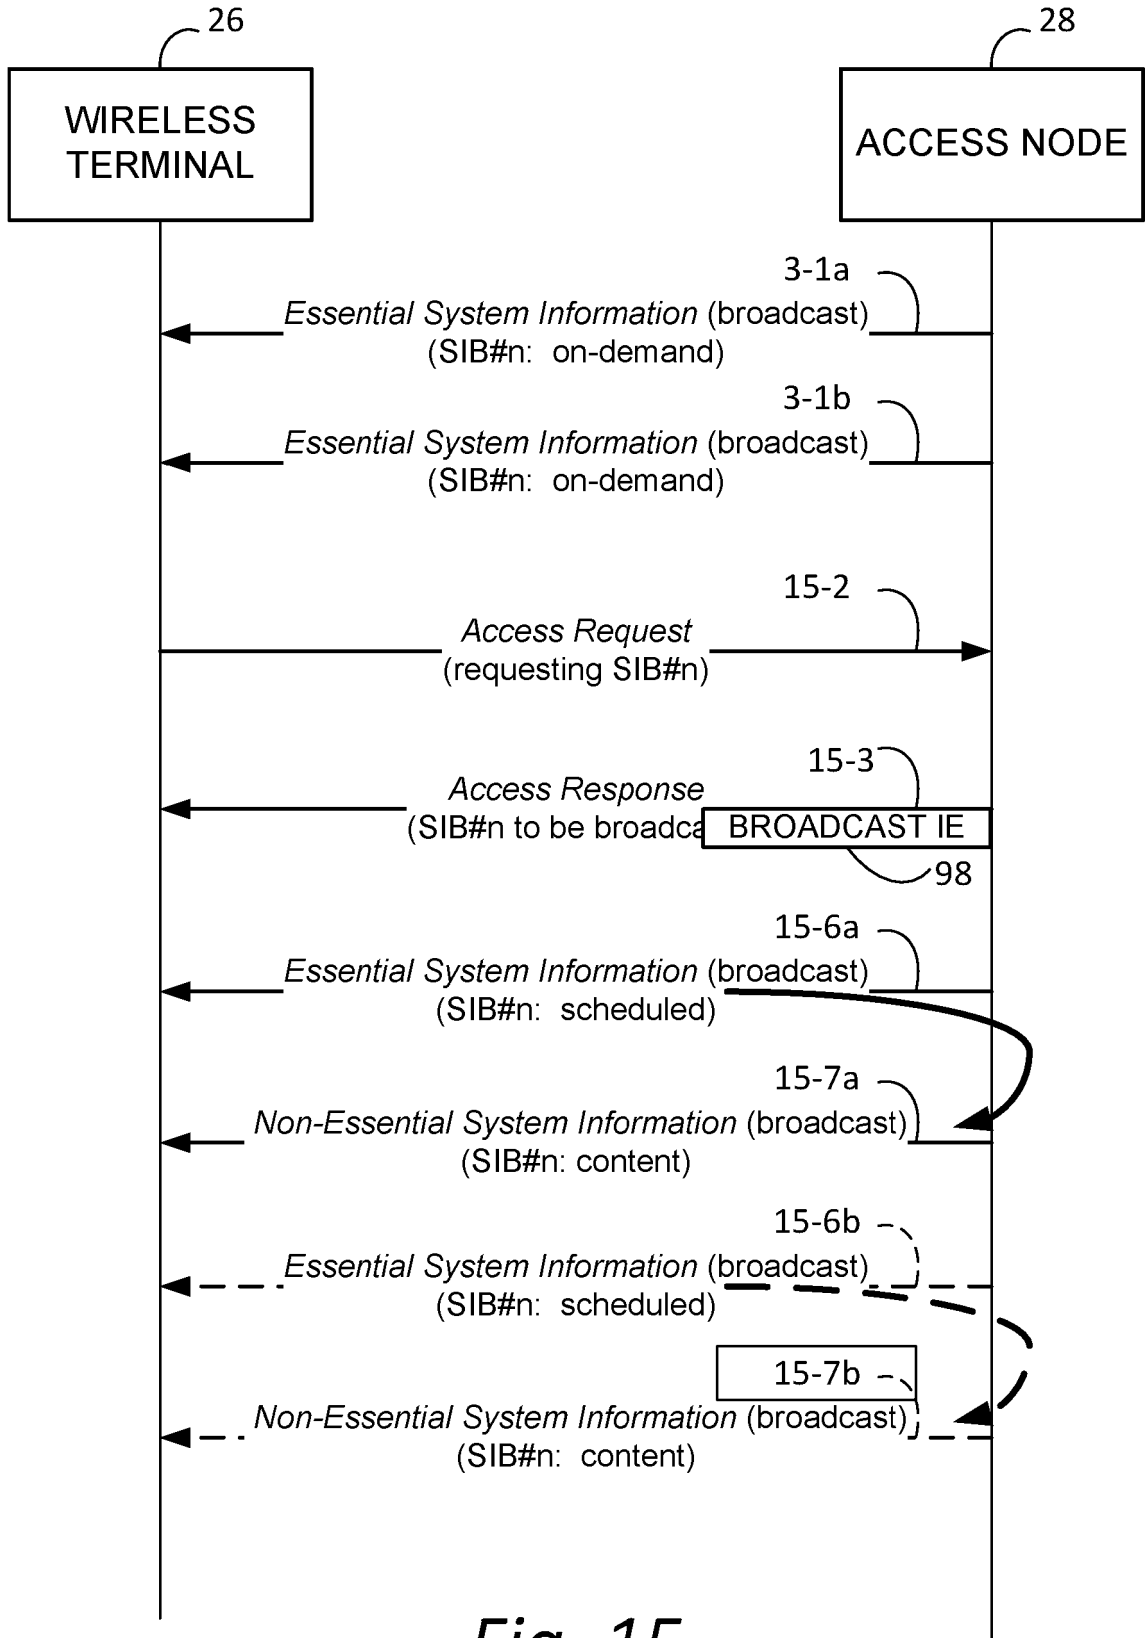 26
28
WIRELESS
TERMINAL
ACCESS NODE
3-1a
Essential System Information (broadcast)
(SIB#n: on-demand)
3-1b
Essential System Information (broadcast)
(SIB#n: on-demand)
15-2
Access Request
(requesting SIB#n)
15-3
Access Response
(SIB#n to be
BROADCAST IE
98
15-6a
Essential System Information (broadcast)
(SIB#n: scheduled)
15-7a
Non-Essential System Information (broadcast)
(SIB#n: content)
15-6b
Essential System Information (broadcast)
(SIB#n: scheduled)
15-7b
Non-Essential System Information (broadcast)
(SIB#n: content)
Fig. 15